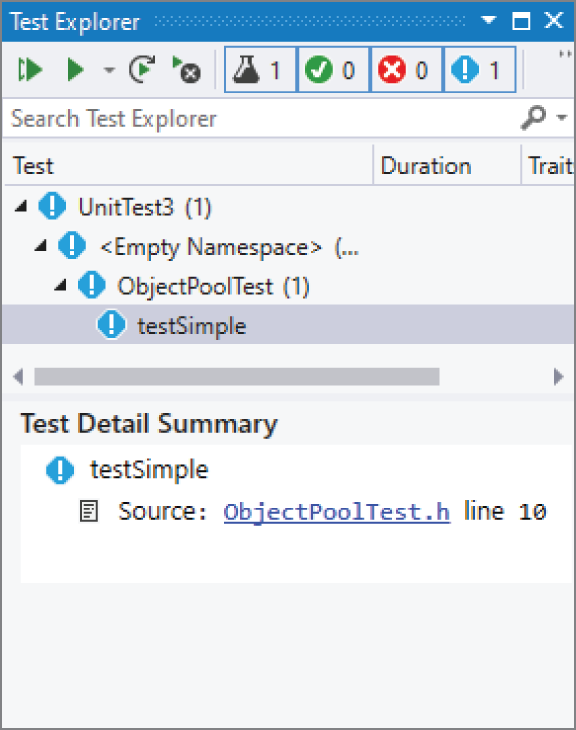 Test Explorer
1 0 0 1
Search Test Explorer
Test Duration Trait
UnitTest3 (1)
<Empty Namespace> (...
ObjectPoolTest (1)
testSimple
Test Detail Summary
testSimple
Source: ObjectPoolTest.h line 10